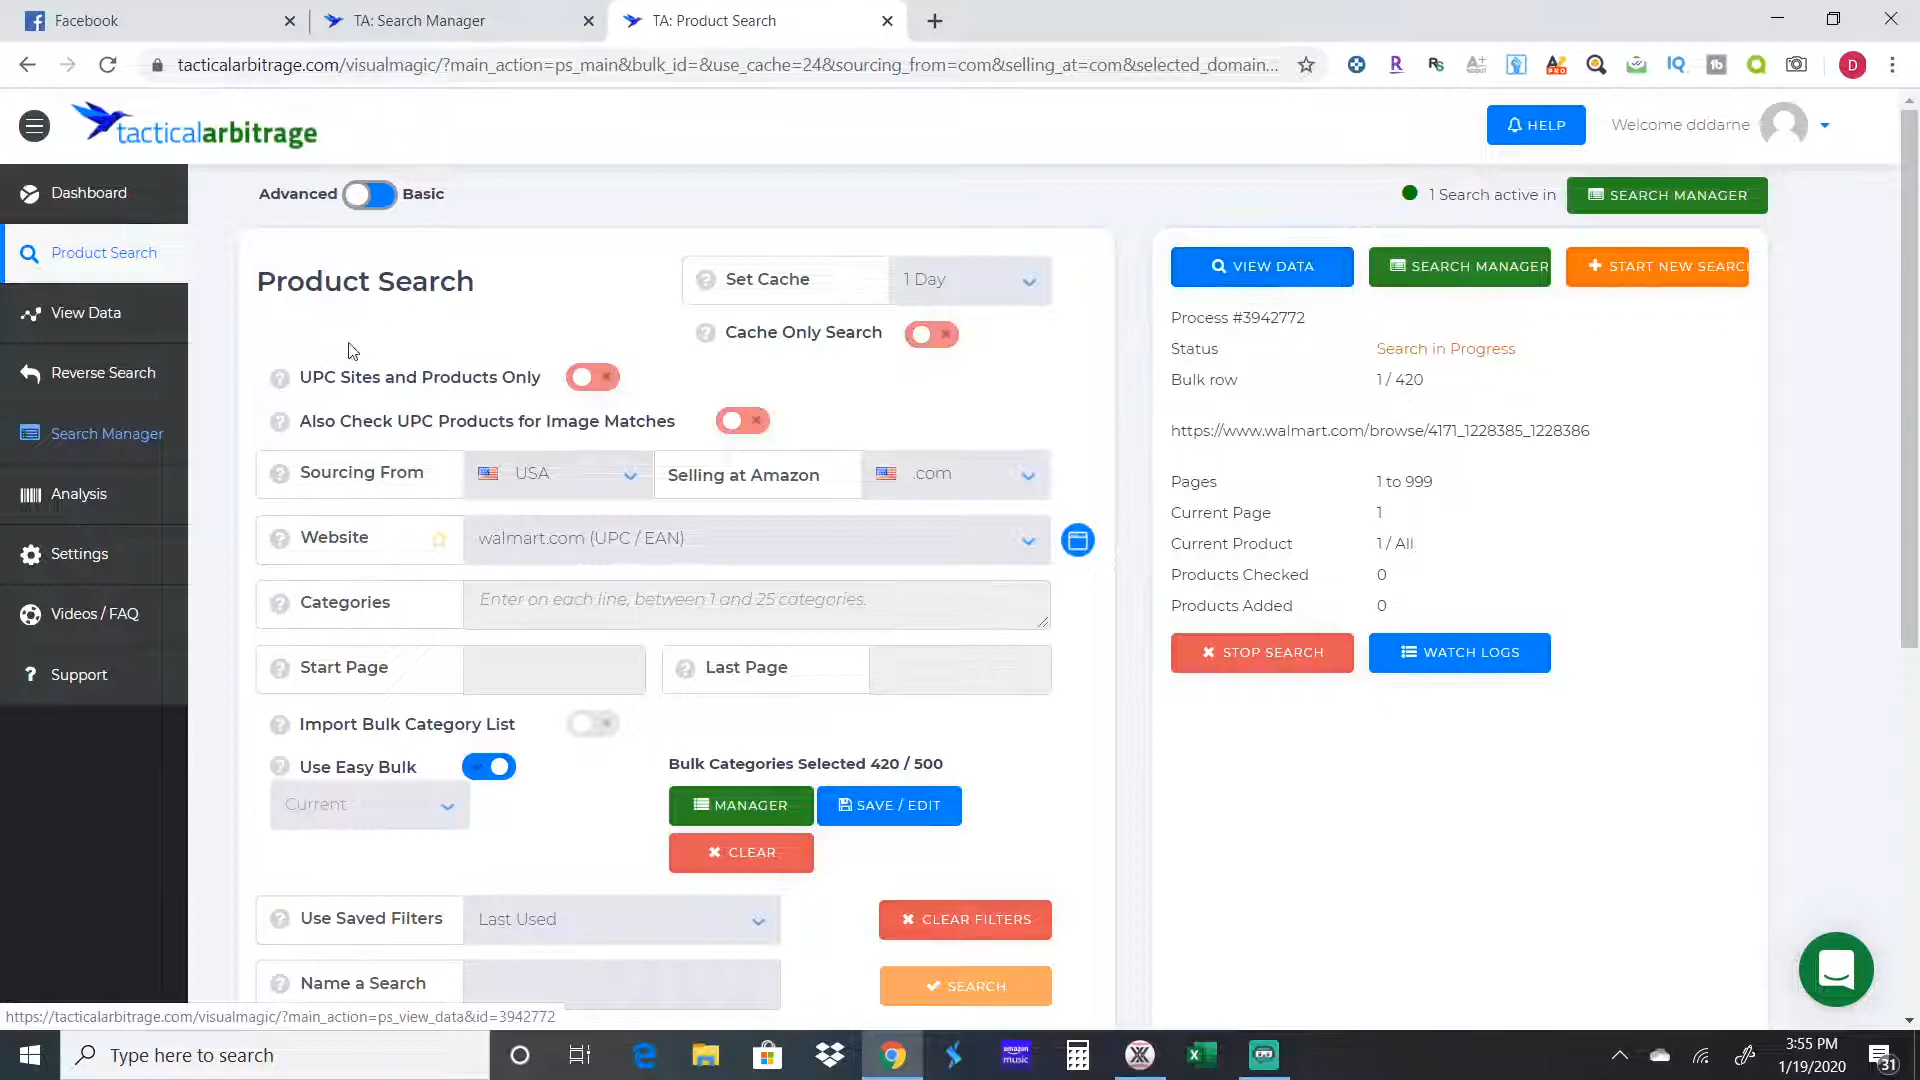 Facebook
TA: Search Manager
TA: Product Search
tacticalarbitrage.com/visualmagic/?main_action=ps_main&bulk_id=&use_cache=24&sourcing_from=com&selling_at=com&selected_domain...
tacticalarbitrage
HELP
Welcome dddarne
Dashboard
Product Search
View Data
Reverse Search
Search Manager
Analysis
Settings
Videos / FAQ
Support
Advanced
Basic
1 Search active in
SEARCH MANAGER
Product Search
Set Cache
1 Day
Cache Only Search
UPC Sites and Products Only
Also Check UPC Products for Image Matches
Sourcing From
USA
Selling at Amazon
.com
Website
walmart.com (UPC / EAN)
Categories
Enter on each line, between 1 and 25 categories.
Start Page
Last Page
Import Bulk Category List
Use Easy Bulk
Current
Bulk Categories Selected 420 / 500
MANAGER
SAVE / EDIT
CLEAR
Use Saved Filters
Last Used
CLEAR FILTERS
Name a Search
SEARCH
VIEW DATA
SEARCH MANAGER
START NEW SEARC
Process #3942772
Status
Search in Progress
Bulk row
1 / 420
https://www.walmart.com/browse/4171_1228385_1228386
Pages
1 to 999
Current Page
1
Current Product
1 / All
Products Checked
0
Products Added
0
STOP SEARCH
WATCH LOGS
https://tacticalarbitrage.com/visualmagic/?main_action=ps_view_data&id=3942772
Type here to search
amazon
music
3:55 PM
1/19/2020
31